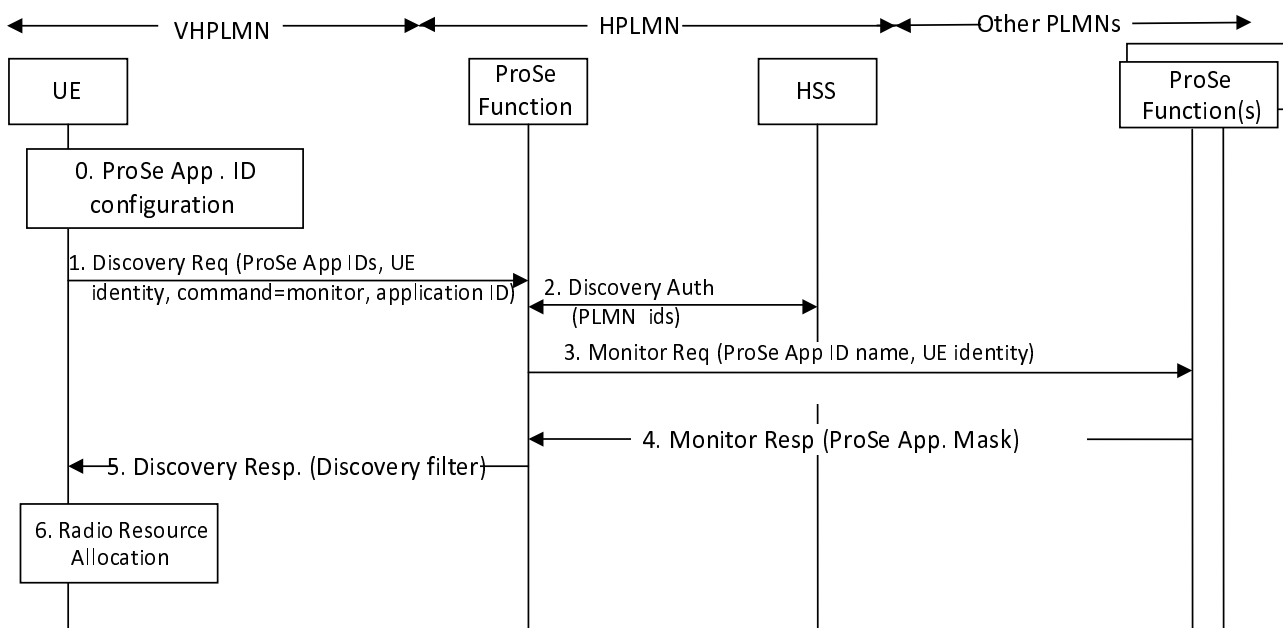 VHPLMN
HPLMN
Other PLMNs
UE
ProSe
Function
HSS
ProSe
Function(s)
0. ProSe App . ID
configuration
1. Discovery Req (ProSe App IDs, UE
identity, command=monitor, application ID)
2. Discovery Auth
(PLMN ids)
3. Monitor Req (ProSe App ID name, UE identity)
4. Monitor Resp (ProSe App. Mask)
5. Discovery Resp. (Discovery filter)
6. Radio Resource
Allocation